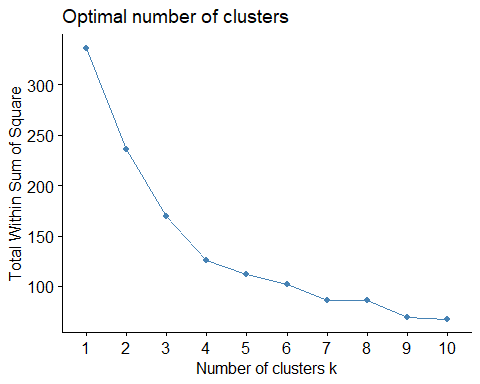 Optimal number of clusters
Total Within Sum of Square
300
250
200
150
100
1 2 3 4 5 6 7 8 9 10
Number of clusters k